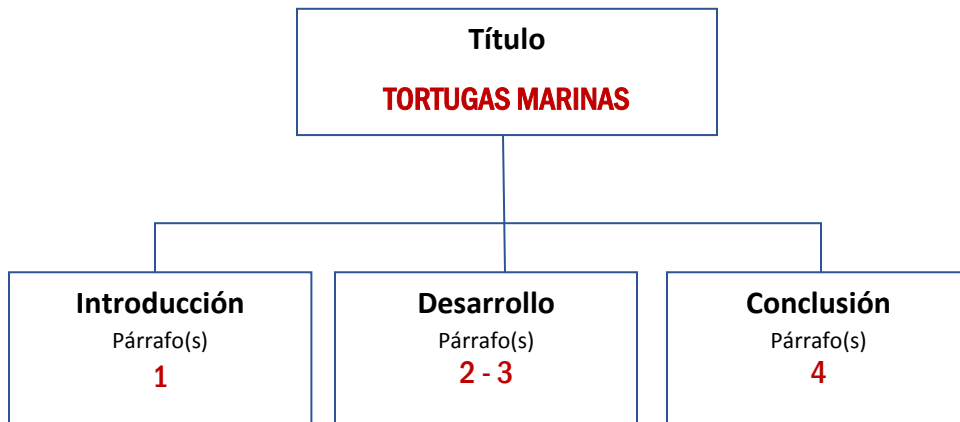 Título
TORTUGAS MARINAS
Introducción
Párrafo(s)
1
Desarrollo
Párrafo(s)
2 - 3
Conclusión
Párrafo(s)
4